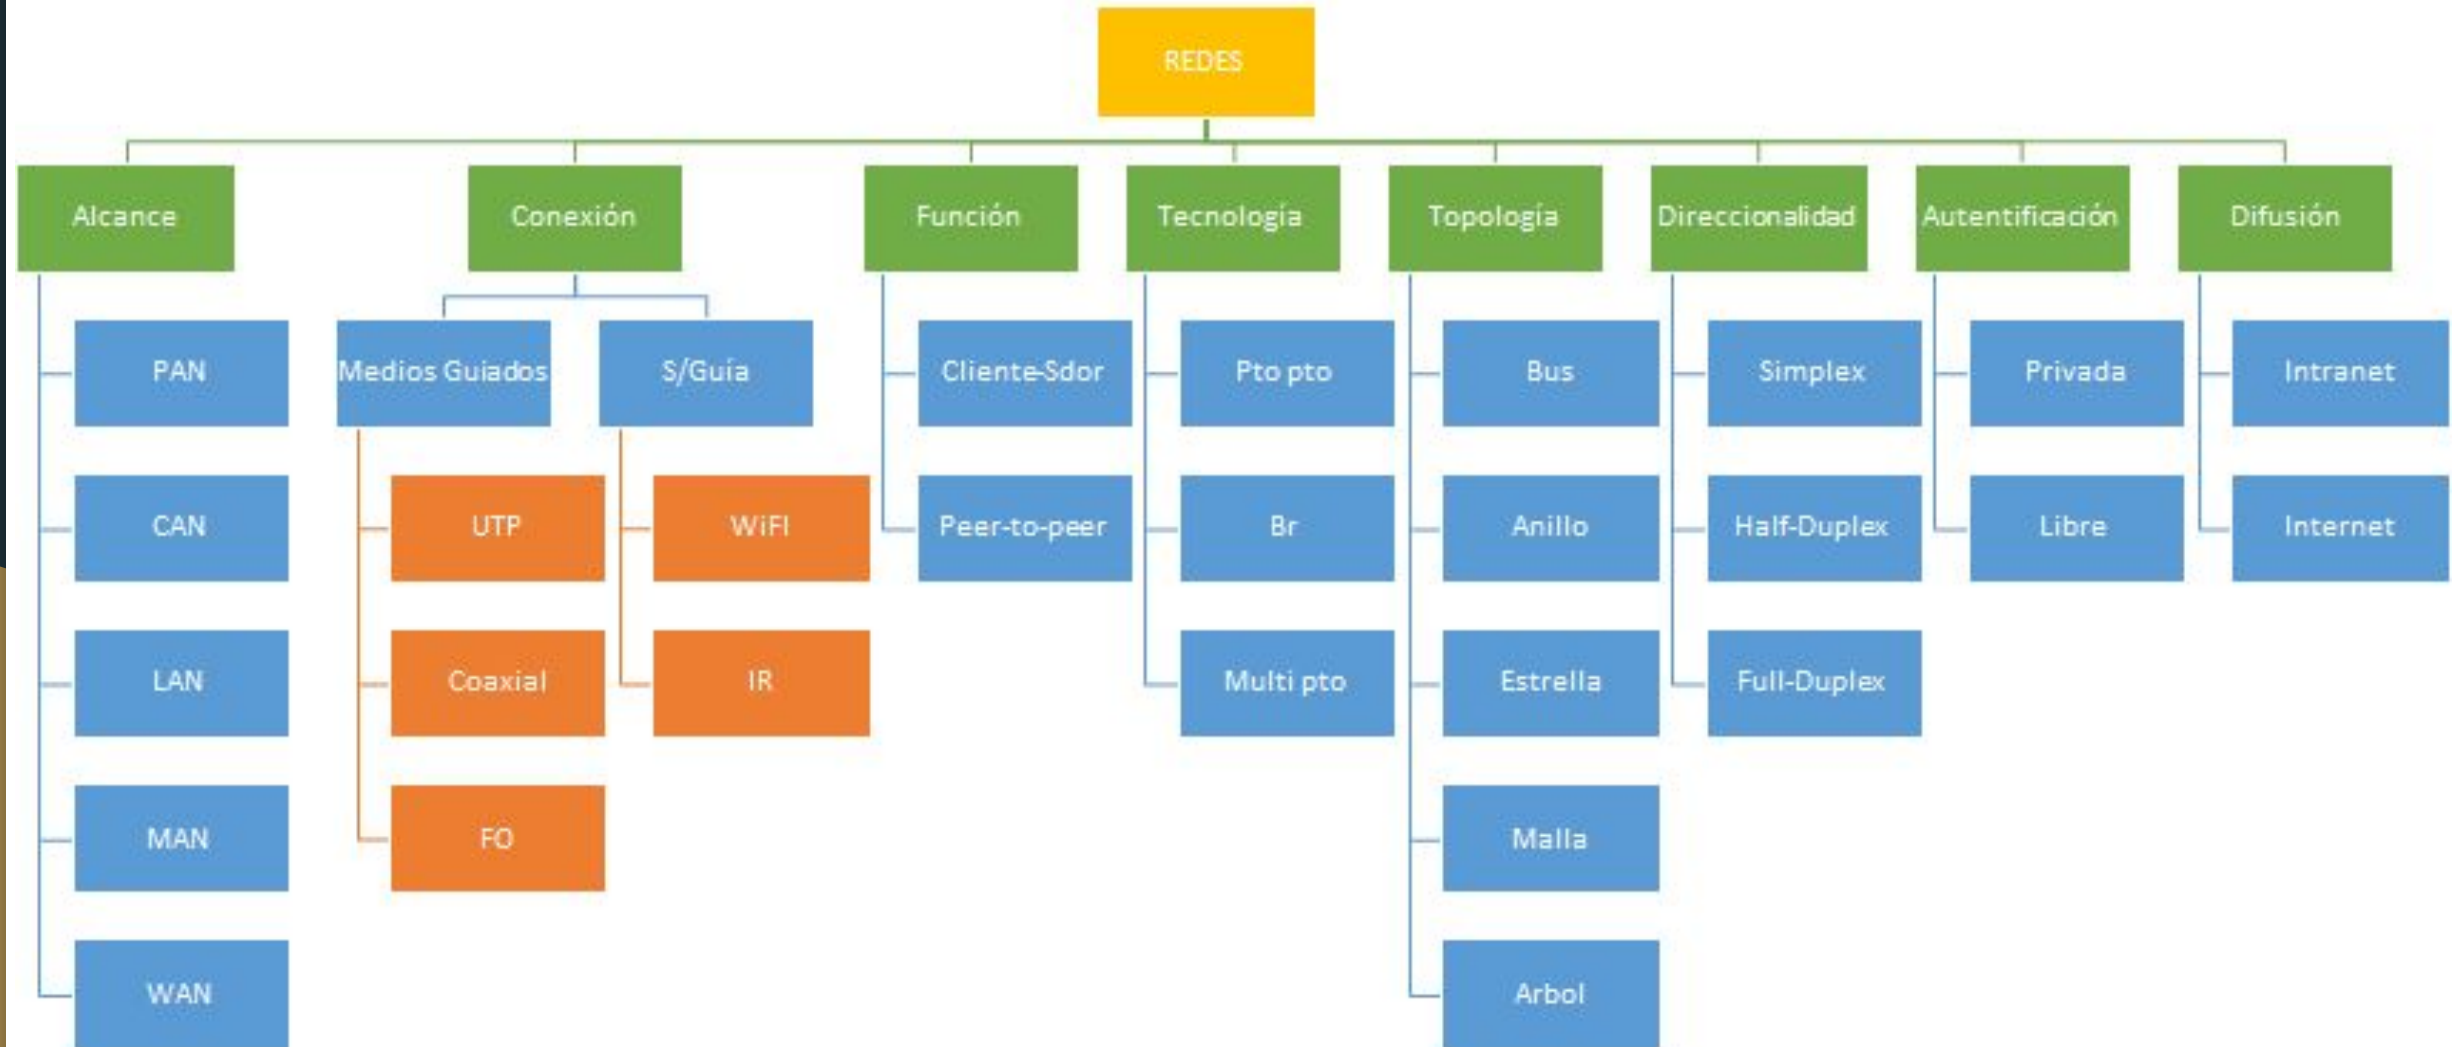 REDES
Alcance
Conexión
Función
Tecnología
Topología
Direccionalidad
Autentificación
Difusión
PAN
Medios Guiados
S/Guía
Cliente-Sdor
Pto pto
Bus
Simplex
Privada
Intranet
CAN
UTP
WiFI
Peer-to-peer
Br
Anillo
Half-Duplex
Libre
Internet
LAN
Coaxial
IR
Multi pto
Estrella
Full-Duplex
MAN
FO
Malla
WAN
Arbol